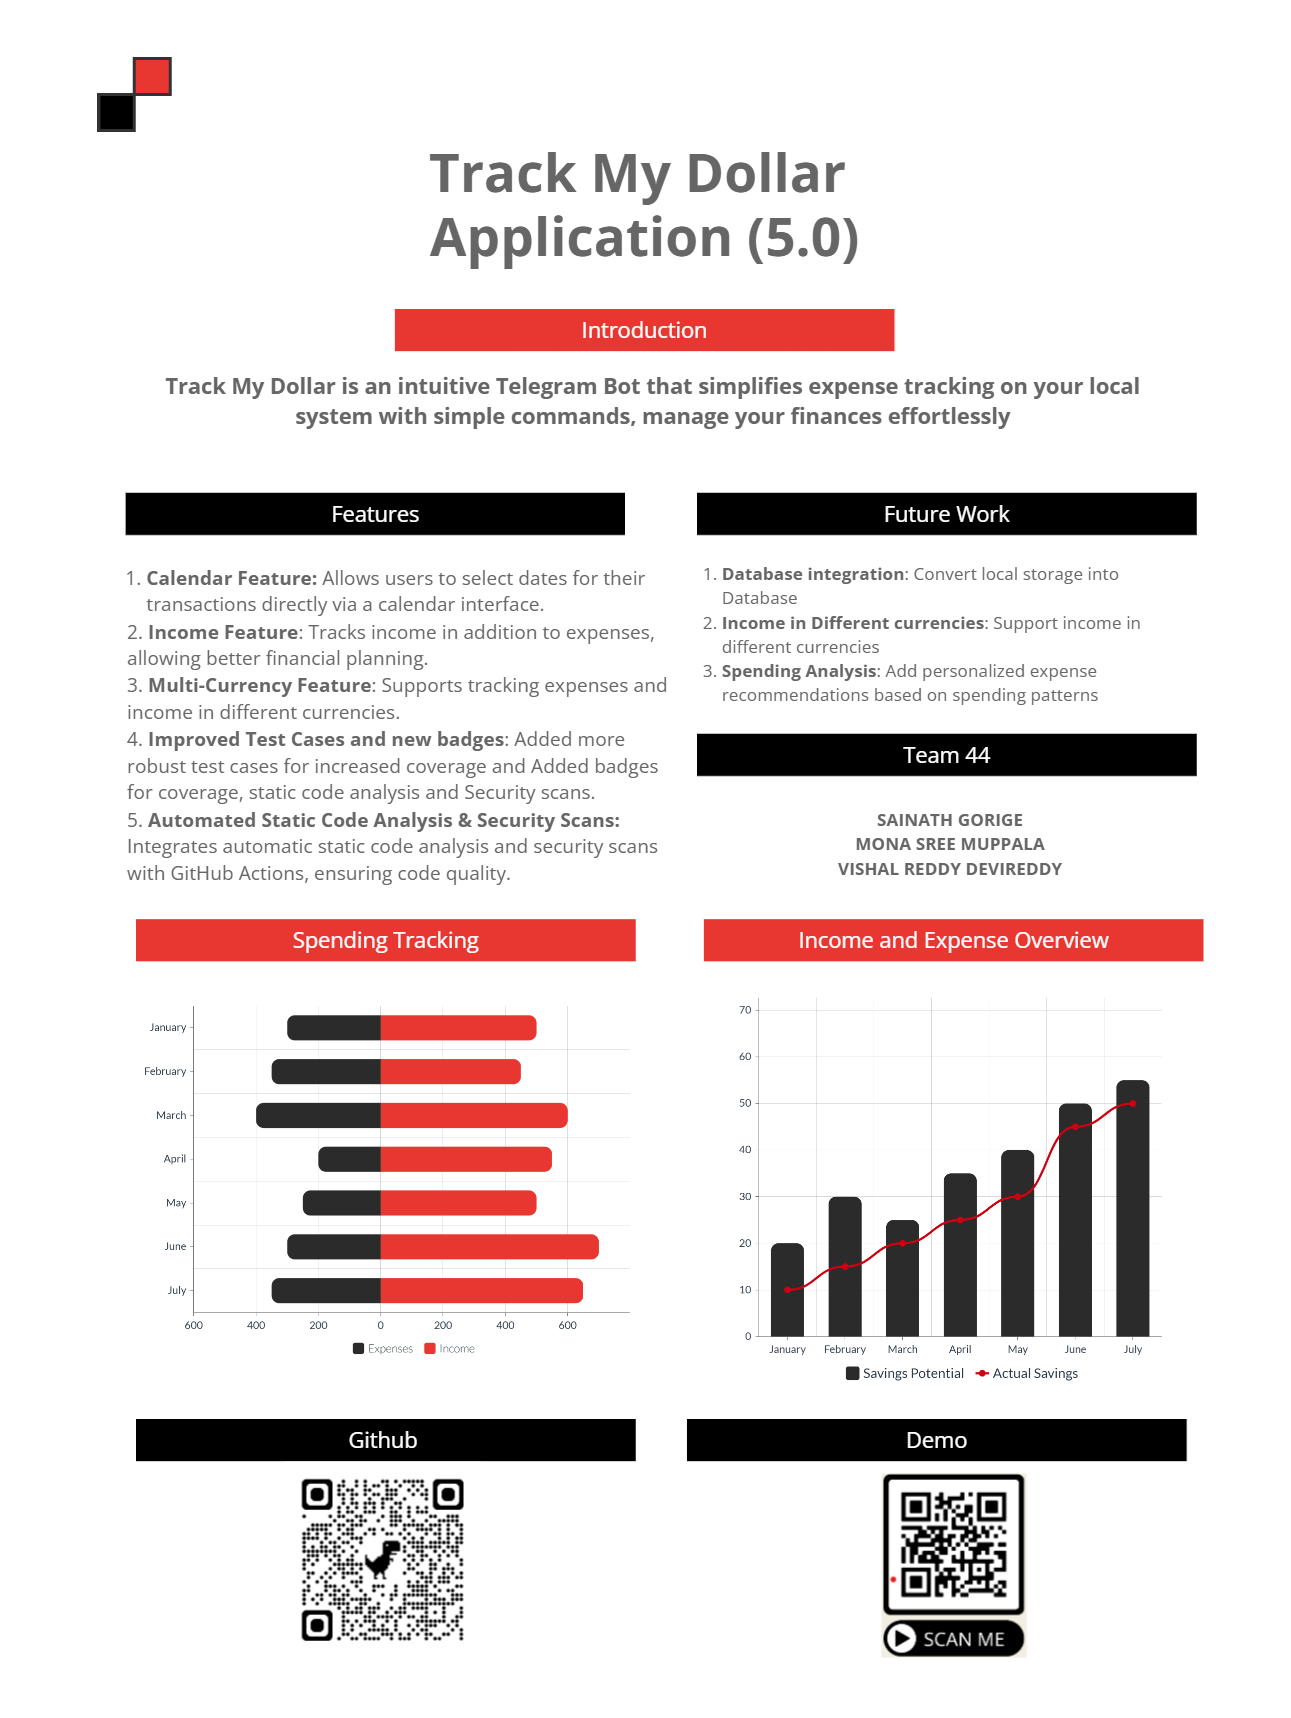 Track My Dollar
Application (5.0)
Introduction
Track My Dollar is an intuitive Telegram Bot that simplifies expense tracking on your local
system with simple commands, manage your finances effortlessly
Features
1. Calendar Feature: Allows users to select dates for their
transactions directly via a calendar interface.
2. Income Feature: Tracks income in addition to expenses,
allowing better financial planning.
3. Multi-Currency Feature: Supports tracking expenses and
income in different currencies.
4. Improved Test Cases and new badges: Added more
robust test cases for increased coverage and Added badges
for coverage, static code analysis and Security scans.
5. Automated Static Code Analysis & Security Scans:
Integrates automatic static code analysis and security scans
with GitHub Actions, ensuring code quality.
Future Work
1. Database integration: Convert local storage into
Database
2. Income in Different currencies: Support income in
different currencies
3. Spending Analysis: Add personalized expense
recommendations based on spending patterns
Team 44
SAINATH GORIGE
MONA SREE MUPPALA
VISHAL REDDY DEVIREDDY
Spending Tracking
January
February
March
April
May
June
July
600 400 200 0 200 400 600
Expenses Income
Income and Expense Overview
70
60
50
40
30
20
10
0
January February March April May June July
Savings Potential Actual Savings
Github
Demo
SCAN ME